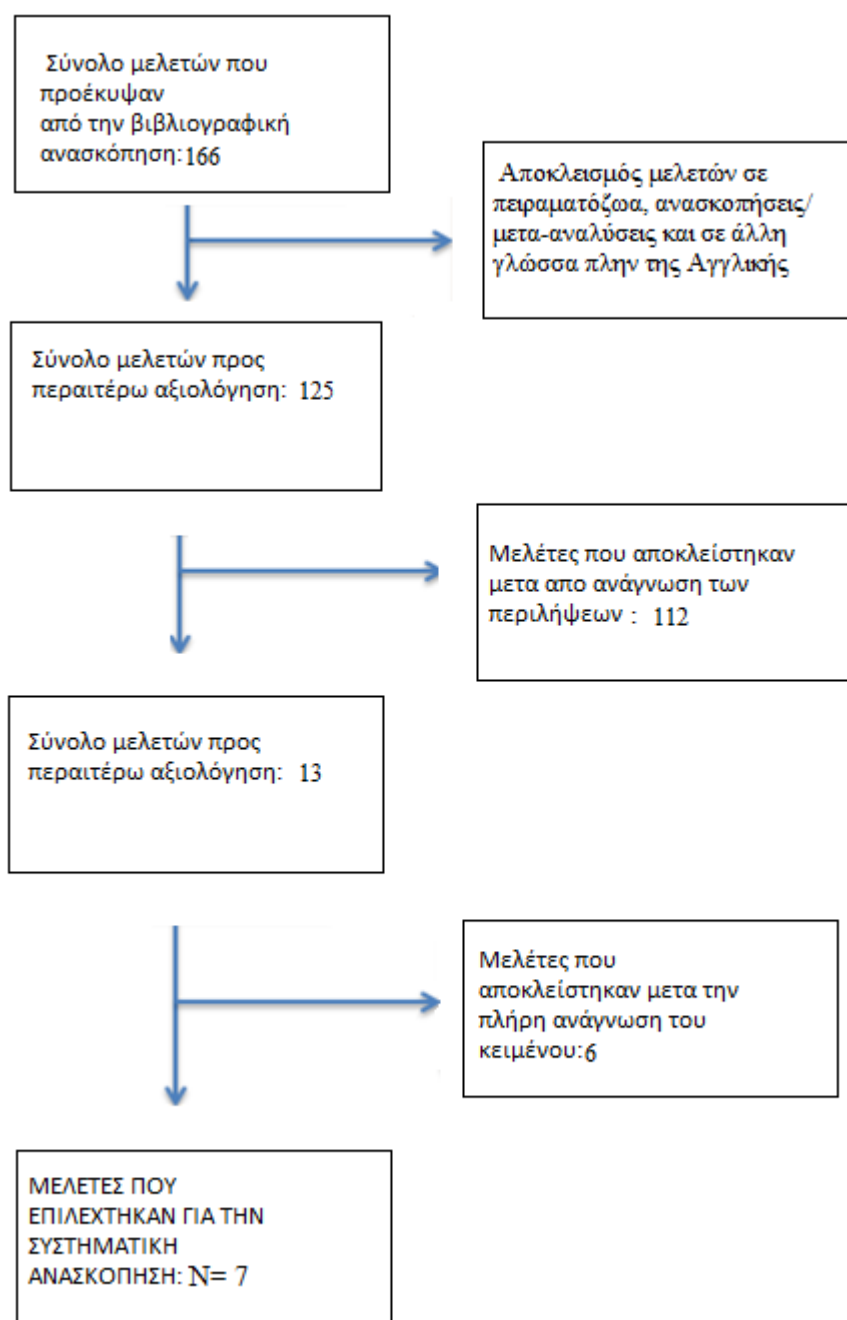 Σύνολο μελετών που
προέκυψαν
από την βιβλιογραφική
ανασκόπηση:166
Αποκλεισμός μελετών σε
πειραματόζωα, ανασκοπήσεις/
μετα-αναλύσεις και σε άλλη
γλώσσα πλην της Αγγλικής
Σύνολο μελετών προς
περαιτέρω αξιολόγηση: 125
Μελέτες που αποκλείστηκαν
μετα απο ανάγνωση των
περιλήψεων : 112
Σύνολο μελετών προς
περαιτέρω αξιολόγηση: 13
Μελέτες που
αποκλείστηκαν μετα την
πλήρη ανάγνωση του
κειμένου:6
ΜΕΛΕΤΕΣ ΠΟΥ
ΕΠΙΛΕΧΤΗΚΑΝ ΓΙΑ ΤΗΝ
ΣΥΣΤΗΜΑΤΙΚΗ
ΑΝΑΣΚΟΠΗΣΗ: N= 7